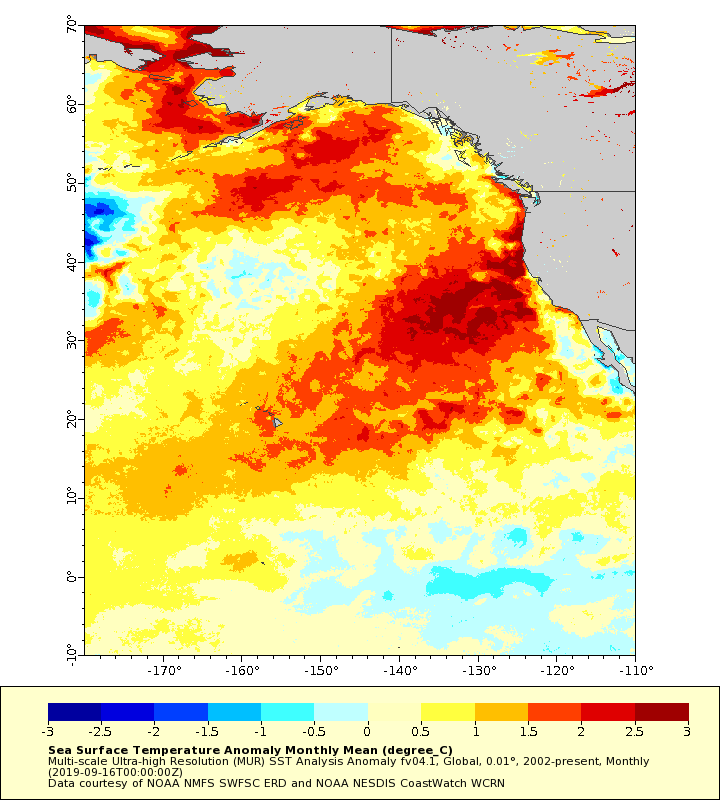 70°
60°
50°
40°
30°
20°
10°
0°
-10°
-170° -160° -150° -140° -130° -120° -110°
-3 -2.5 -2 -1.5 -1 -0.5 0 0.5 1 1.5 2 2.5 3
Sea Surface Temperature Anomaly Monthly Mean (degree_C)
Multi-scale Ultra-high Resolution (MUR) SST Analysis Anomaly fv04.1, Global, 0.01°, 2002-present, Monthly
(2019-09-16T00:00:00Z)
Data courtesy of NOAA NMFS SWFSC ERD and NOAA NESDIS CoastWatch WCRN